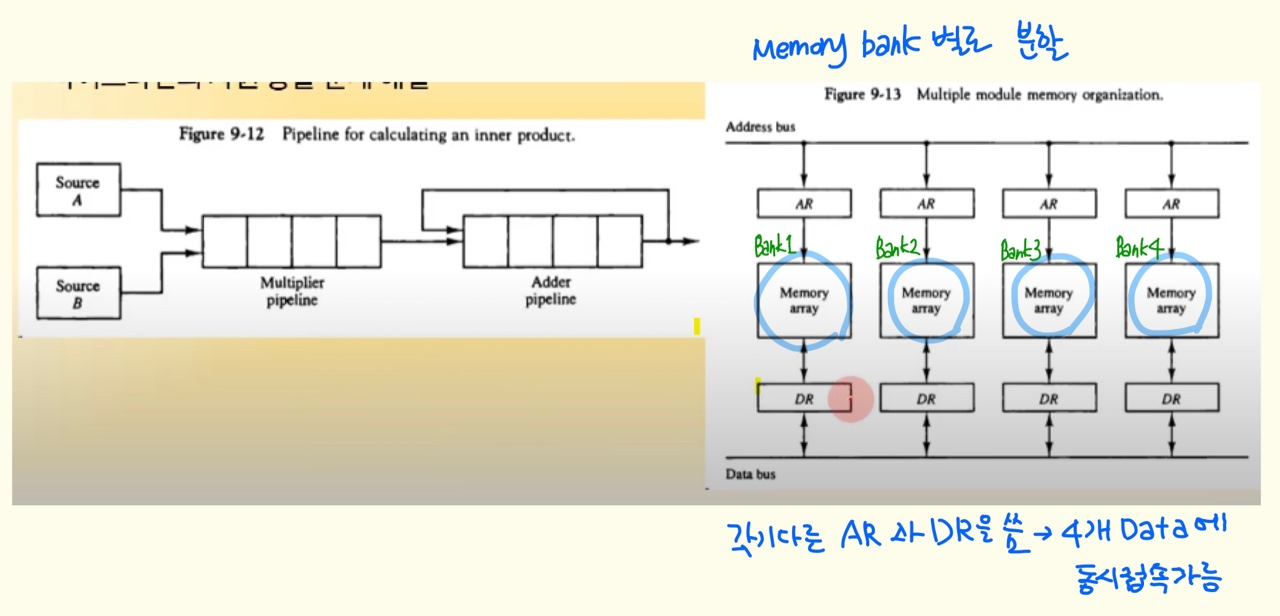 Memory bank 별로 분할
Figure 9-12 Pipeline for calculating an inner product.
Source
A
Source
B
Multiplier
pipeline
Adder
pipeline
Figure 9-13 Multiple module memory organization.
Address bus
AR AR AR AR
Bank1 Bank2 Bank3 Bank4
Memory array Memory array Memory array Memory array
DR DR DR DR
Data bus
각기다른 AR 과 DR을 씀 → 4개 Data에
동시접속가능